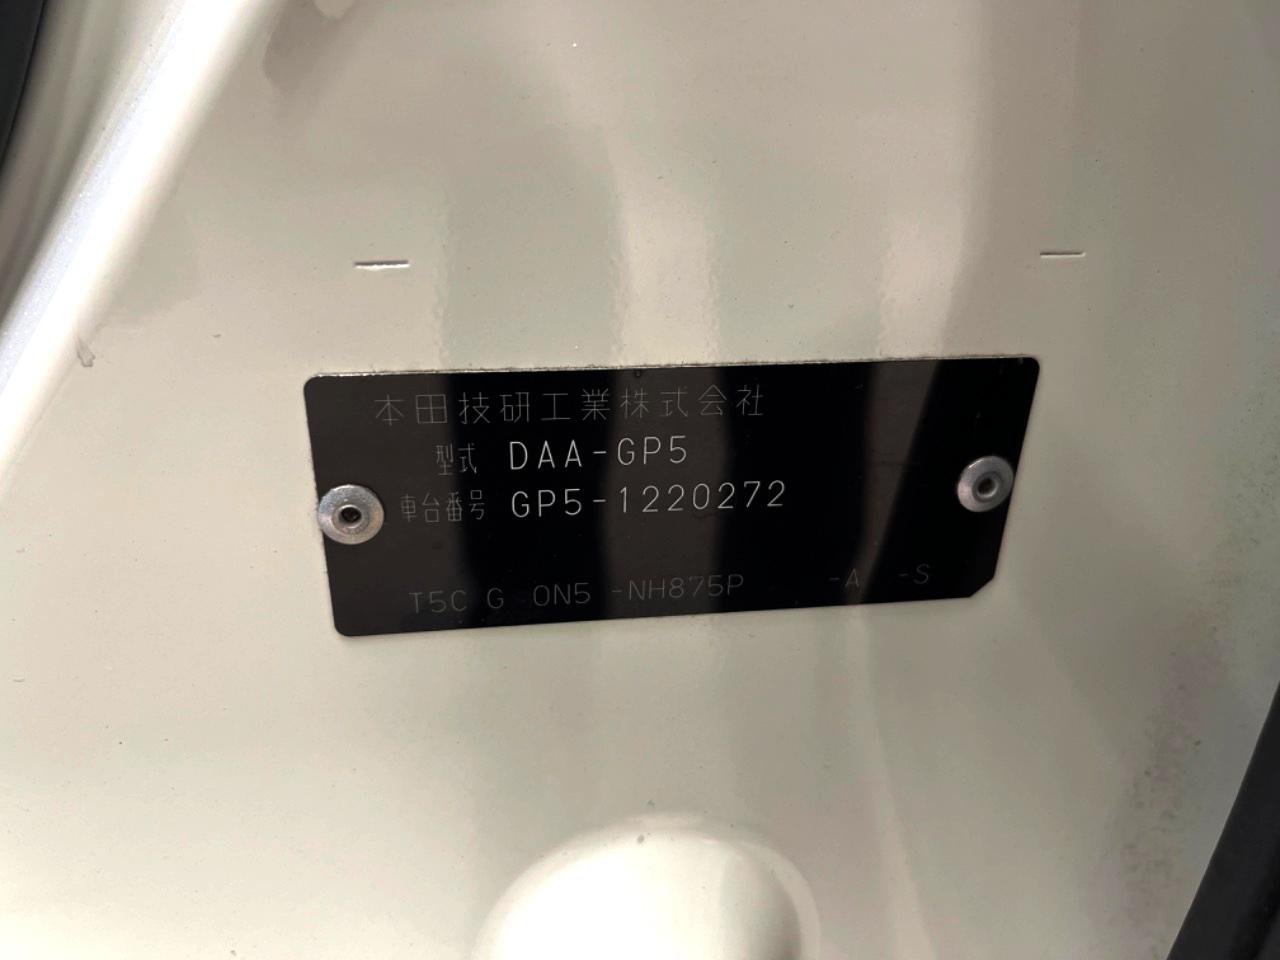 本田技研工業株式会社
型式 DAA-GP5
車台番号 GP5-1220272
T5C G 0N5 -NH875P -A -S